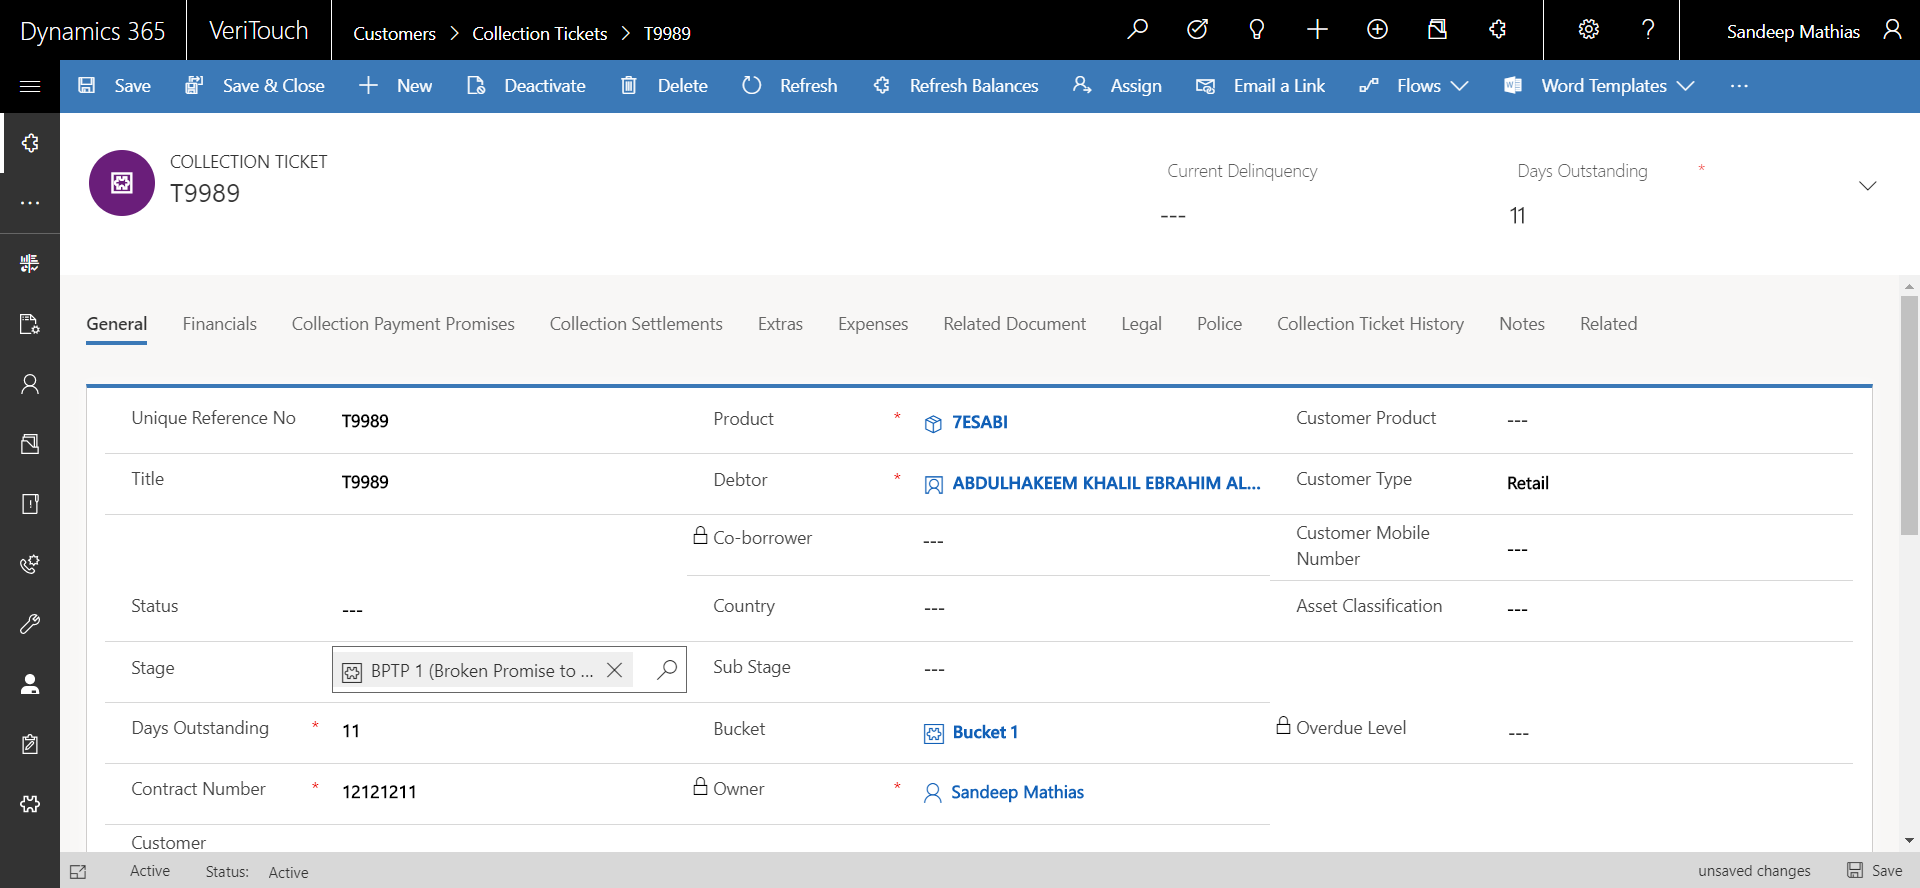 Dynamics 365
VeriTouch
Customers > Collection Tickets > T9989
?
Sandeep Mathias
Save
Save & Close
New
Deactivate
Delete
Refresh
Refresh Balances
Assign
Email a Link
Flows
Word Templates
...
COLLECTION TICKET
T9989
Current Delinquency
---
Days Outstanding *
11
General
Financials
Collection Payment Promises
Collection Settlements
Extras
Expenses
Related Document
Legal
Police
Collection Ticket History
Notes
Related
Unique Reference No T9989
Product * 7ESABI
Customer Product ---
Title T9989
Debtor * ABDULHAKEEM KHALIL EBRAHIM AL...
Customer Type Retail
Co-borrower ---
Customer Mobile
Number ---
Status ---
Country ---
Asset Classification ---
Stage BPTP 1 (Broken Promise to ...
Sub Stage ---
Days Outstanding * 11
Bucket Bucket 1
Overdue Level ---
Contract Number * 12121211
Owner * Sandeep Mathias
Customer
Active
Status: Active
unsaved changes
Save